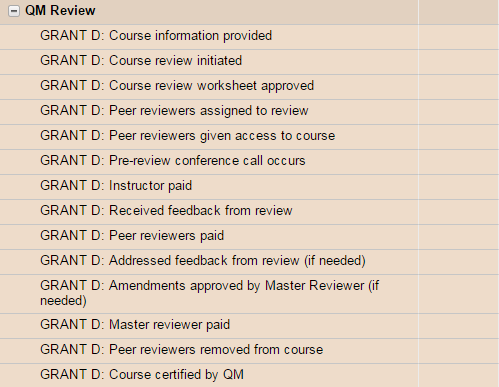 QM Review
GRANT D: Course information provided
GRANT D: Course review initiated
GRANT D: Course review worksheet approved
GRANT D: Peer reviewers assigned to review
GRANT D: Peer reviewers given access to course
GRANT D: Pre-review conference call occurs
GRANT D: Instructor paid
GRANT D: Received feedback from review
GRANT D: Peer reviewers paid
GRANT D: Addressed feedback from review (if needed)
GRANT D: Amendments approved by Master Reviewer (if
needed)
GRANT D: Master reviewer paid
GRANT D: Peer reviewers removed from course
GRANT D: Course certified by QM